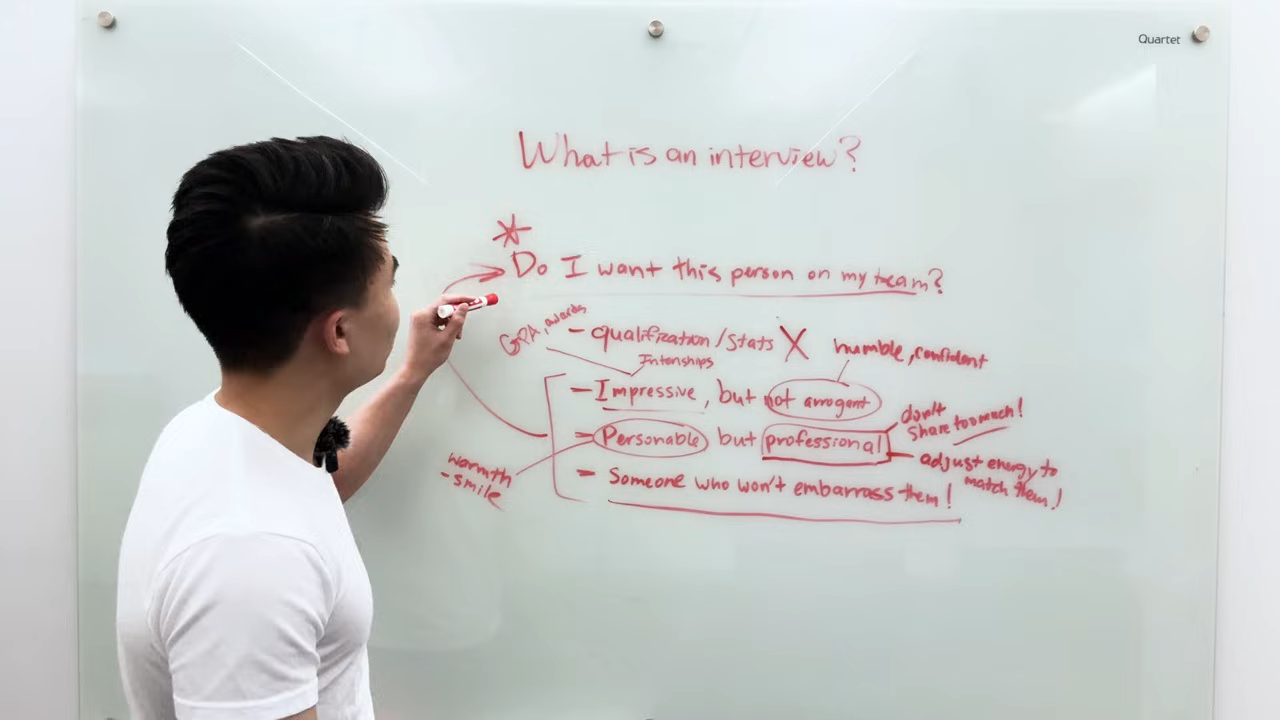 Quartet
What is an interview?
*
Do I want this person on my team?
GPA, awards
- qualification/stats X
humble, confident
Intenships
- Impressive, but not arrogant
don't
share too much!
- Personable but professional
adjust energy to
match them!
warmth
- smile
- Someone who won't embarrass them!